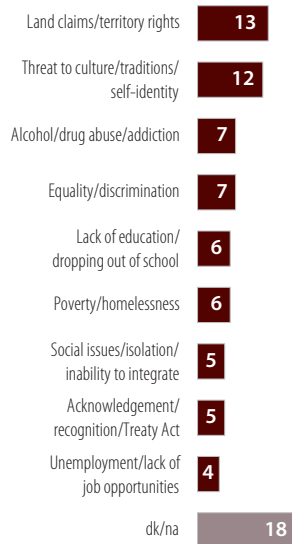 Land claims/territory rights 13
Threat to culture/traditions/
self-identity 12
Alcohol/drug abuse/addiction 7
Equality/discrimination 7
Lack of education/
dropping out of school 6
Poverty/homelessness 6
Social issues/isolation/
inability to integrate 5
Acknowledgement/
recognition/Treaty Act 5
Unemployment/lack of
job opportunities 4
dk/na 18